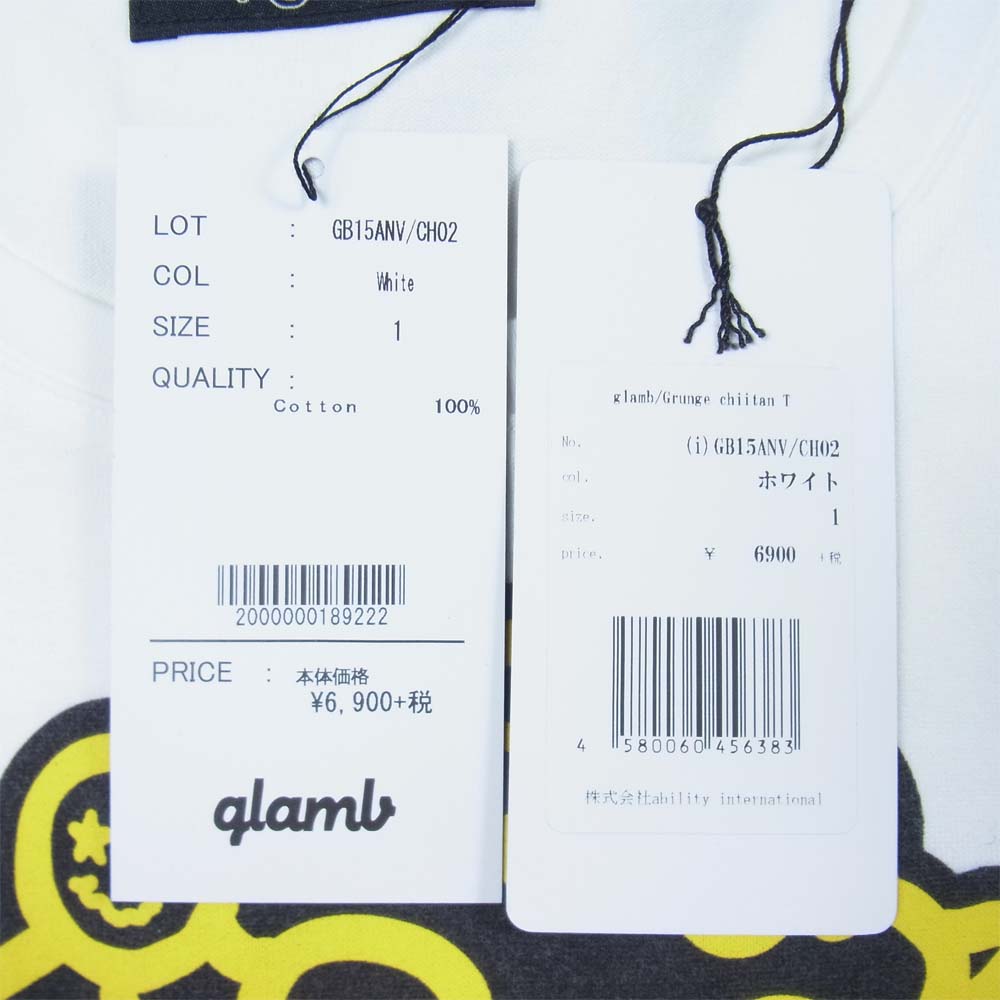 LOT : GB15ANV/CH02
COL : White
SIZE : 1
QUALITY :
Cotton 100%
2000000189222
PRICE : 本体価格
¥6,900+税
glamb
glamb/Grunge chiitan T
No. (i)GB15ANV/CH02
col. ホワイト
size. 1
price. ¥ 6900 +税
4 580060 456383
株式会社ability international